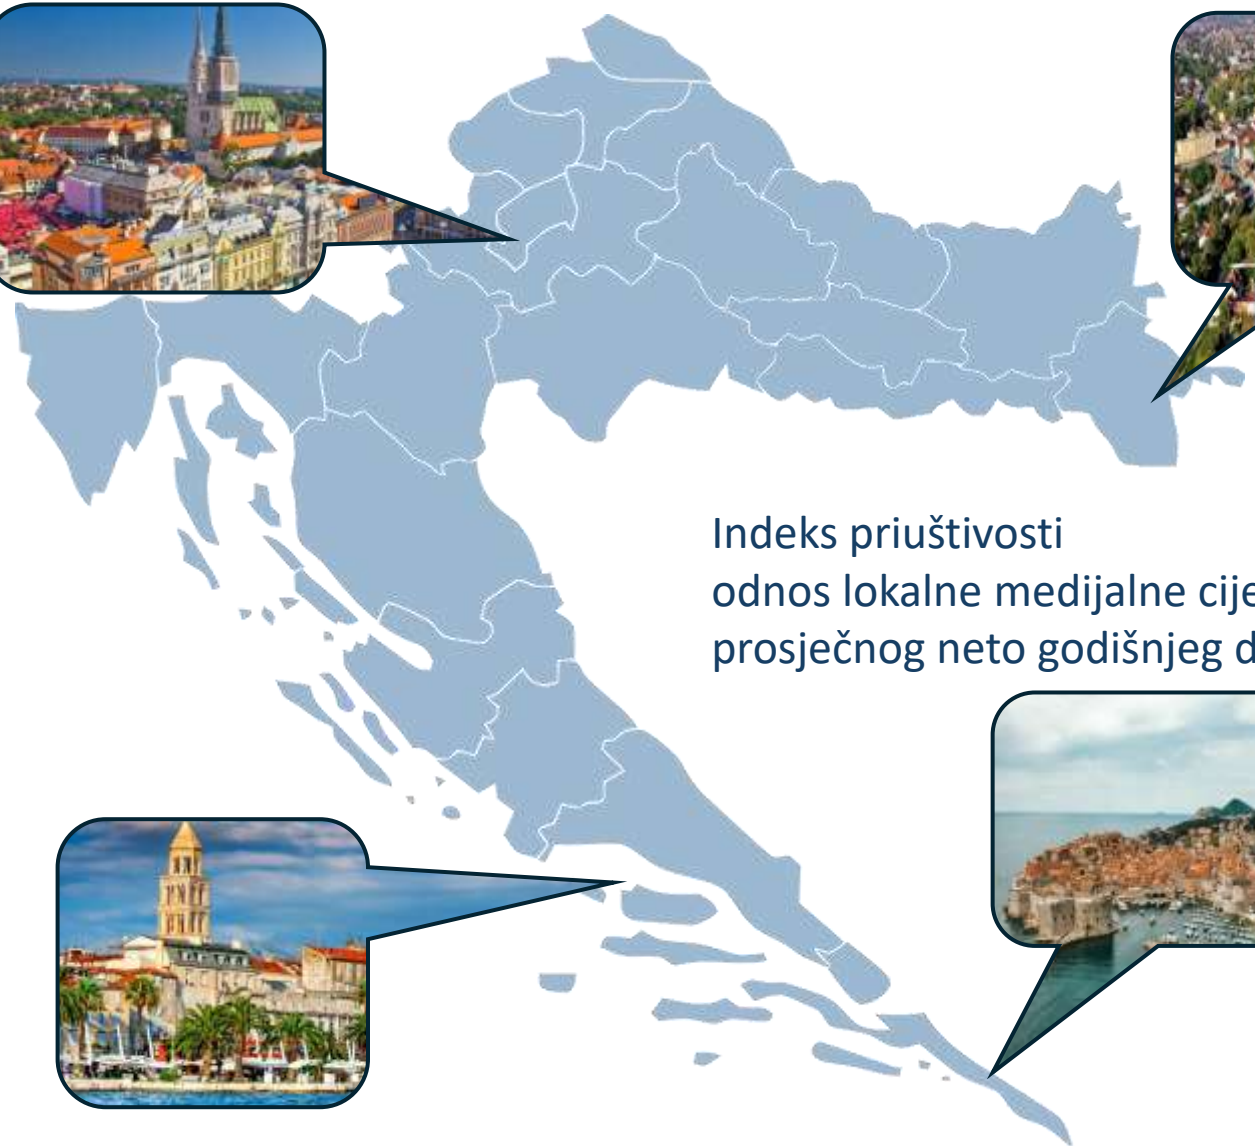 Indeks priuštivosti
odnos lokalne medijalne cije
prosječnog neto godišnjeg d